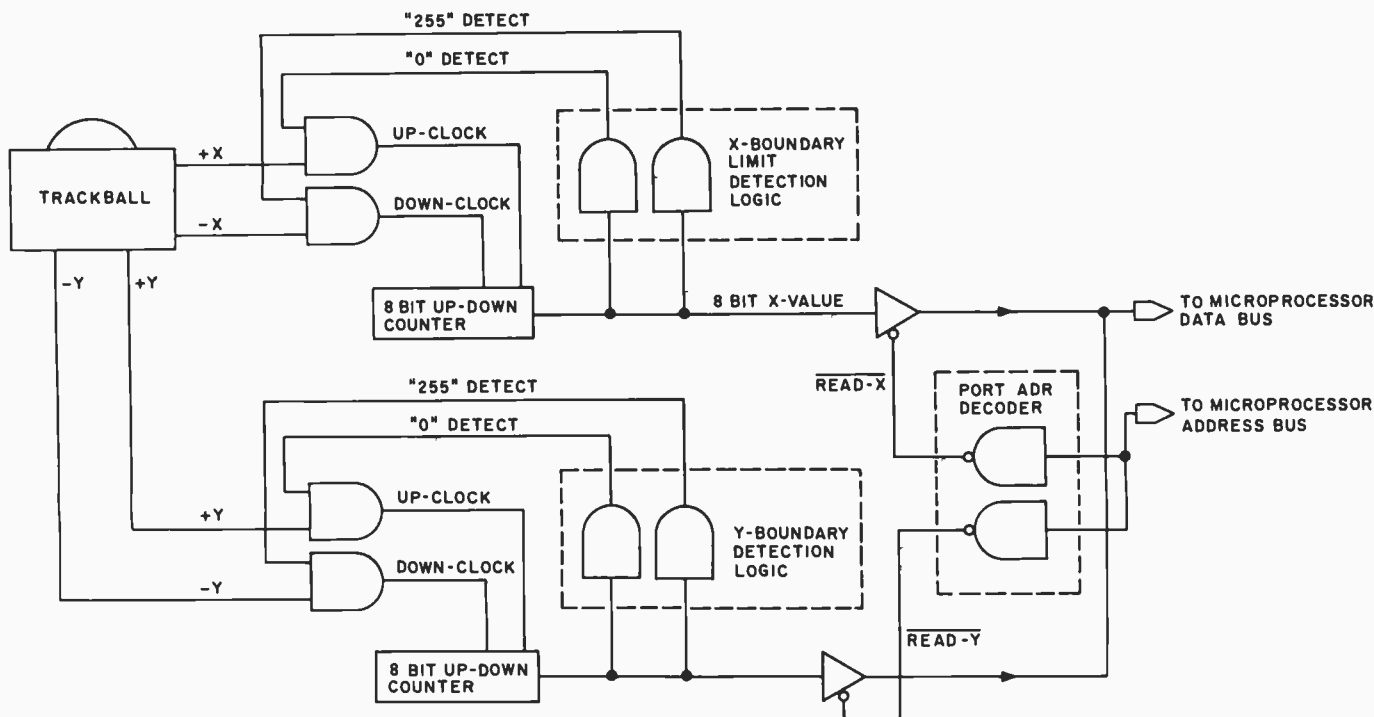 "255" DETECT
"0" DETECT
UP-CLOCK
DOWN-CLOCK
X-BOUNDARY
LIMIT
DETECTION
LOGIC
TRACKBALL
+X
-X
-Y
+Y
8 BIT UP-DOWN
COUNTER
8 BIT X-VALUE
TO MICROPROCESSOR
DATA BUS
READ-X
PORT ADR
DECODER
TO MICROPROCESSOR
ADDRESS BUS
"255" DETECT
"0" DETECT
UP-CLOCK
DOWN-CLOCK
+Y
-Y
Y-BOUNDARY
DETECTION
LOGIC
READ-Y
8 BIT UP-DOWN
COUNTER